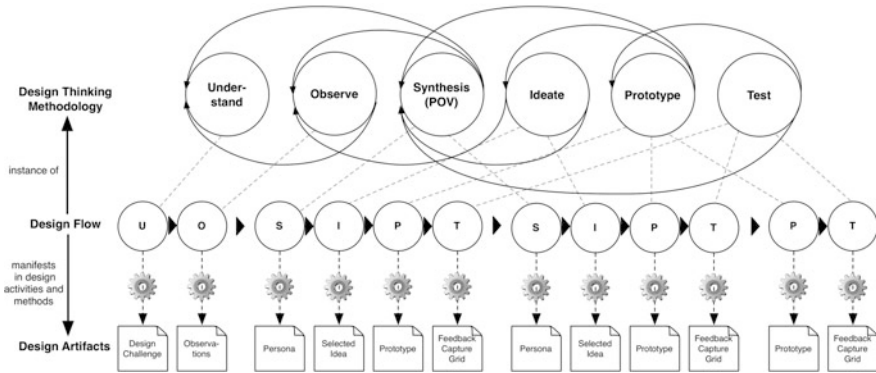 Design Thinking
Methodology
Under-
stand
Observe
Synthesis
(POV)
Ideate
Prototype
Test
instance of
Design Flow
U
O
S
I
P
T
S
I
P
T
P
T
manifests
in design
activities and
methods
Design Artifacts
Design
Challenge
Observa-
tions
Persona
Selected
Idea
Prototype
Feedback
Capture
Grid
Persona
Selected
Idea
Prototype
Feedback
Capture
Grid
Prototype
Feedback
Capture
Grid